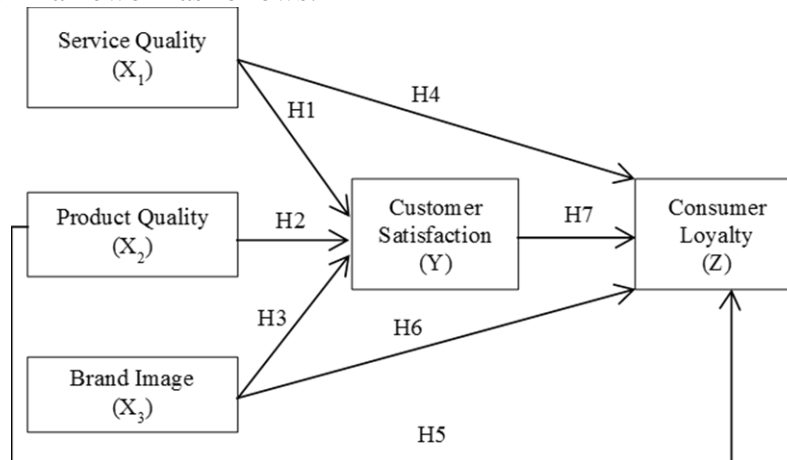 Service Quality
(X1)
H4
H1
Product Quality
(X2)
H2
Customer
Satisfaction
(Y)
H7
Consumer
Loyalty
(Z)
H3
H6
Brand Image
(X3)
H5